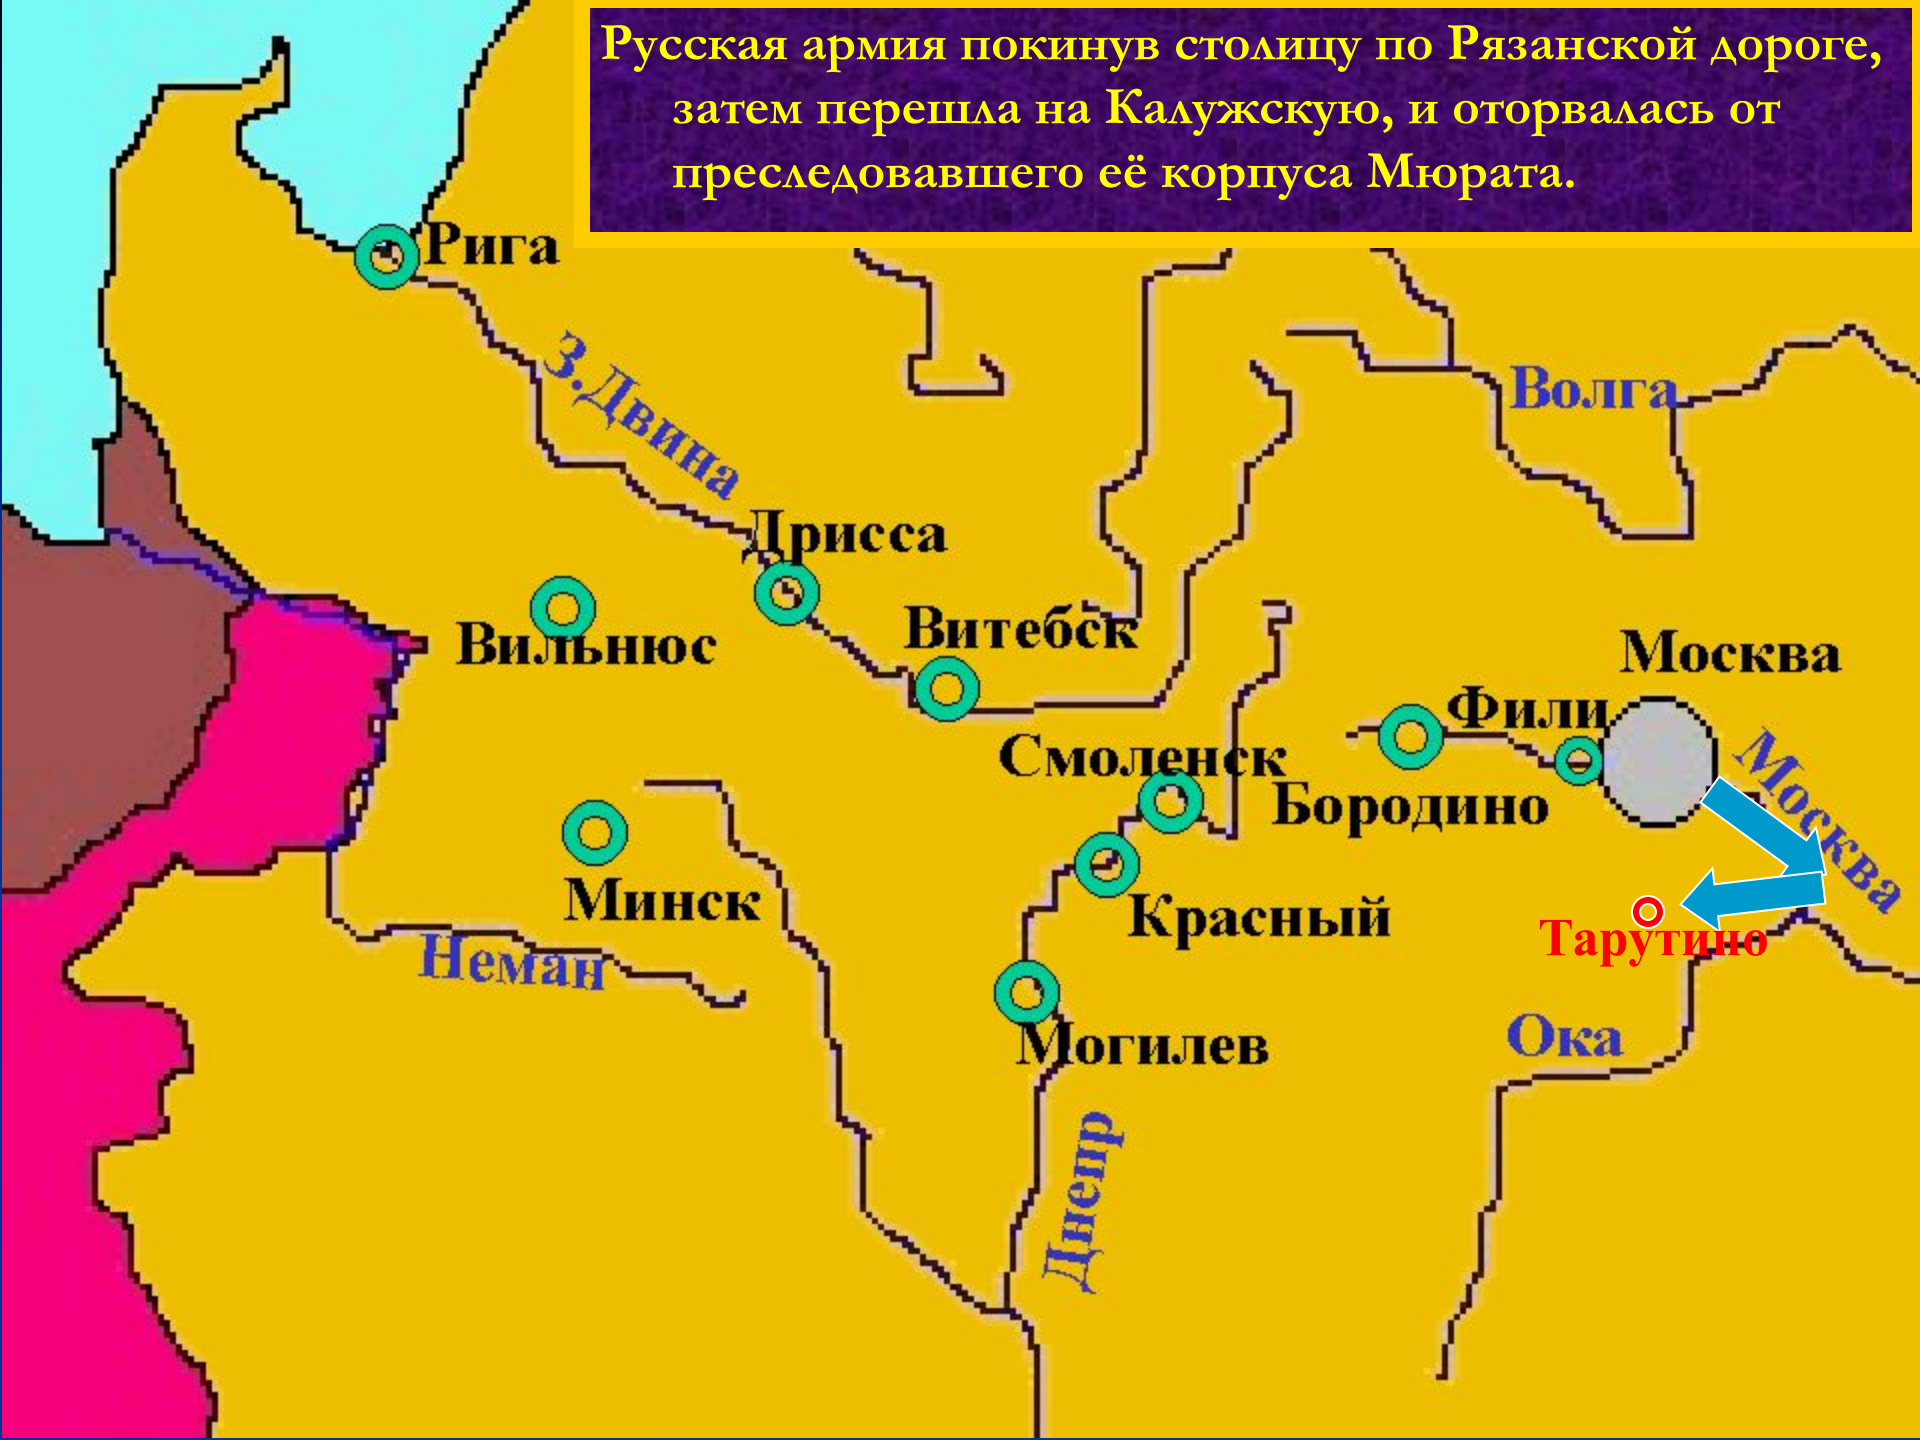 Русская армия покинув столицу по Рязанской дороге,
затем перешла на Калужскую, и оторвалась от
преследовавшего её корпуса Мюрата.
Рига
З.Двина
Волга
Дрисса
Вильнюс
Витебск
Москва
Фили
Смоленск
Бородино
Москва
Минск
Красный
Тарутино
Неман
Могилев
Ока
Днепр